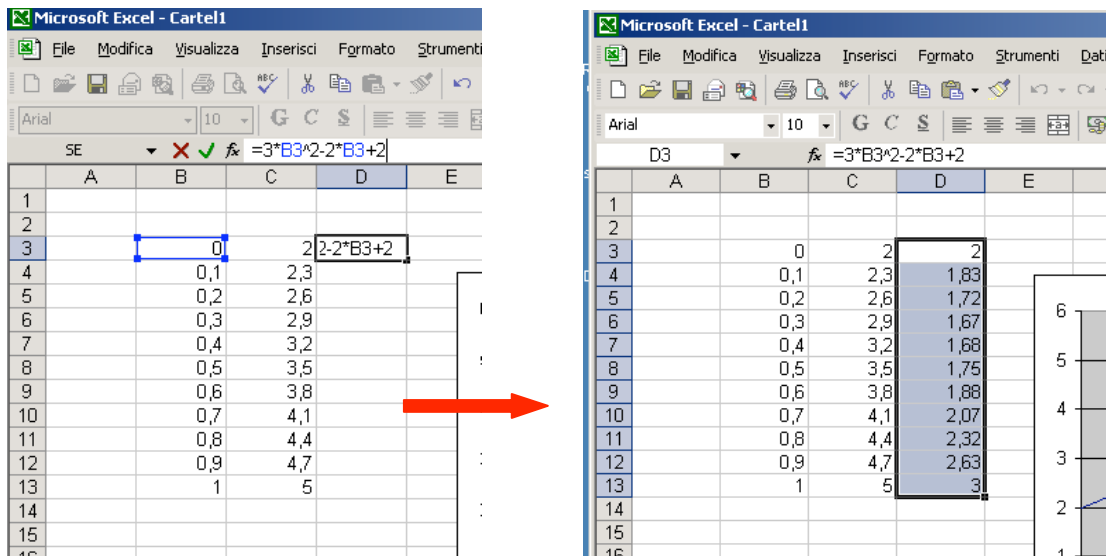 Microsoft Excel - Cartel1
File Modifica Visualizza Inserisci Formato Strumenti
Arial 10 G C S
SE =3*B3^2-2*B3+2
A B C D E
1
2
3 0 2 2-2*B3+2
4 0,1 2,3
5 0,2 2,6
6 0,3 2,9
7 0,4 3,2
8 0,5 3,5
9 0,6 3,8
10 0,7 4,1
11 0,8 4,4
12 0,9 4,7
13 1 5
14
15
16
Microsoft Excel - Cartel1
File Modifica Visualizza Inserisci Formato Strumenti Dati
Arial 10 G C S
D3 fx =3*B3^2-2*B3+2
A B C D E
1
2
3 0 2 2
4 0,1 2,3 1,83
5 0,2 2,6 1,72
6 0,3 2,9 1,67
7 0,4 3,2 1,68
8 0,5 3,5 1,75
9 0,6 3,8 1,88
10 0,7 4,1 2,07
11 0,8 4,4 2,32
12 0,9 4,7 2,63
13 1 5 3
14
15
16
6
5
4
3
2
1